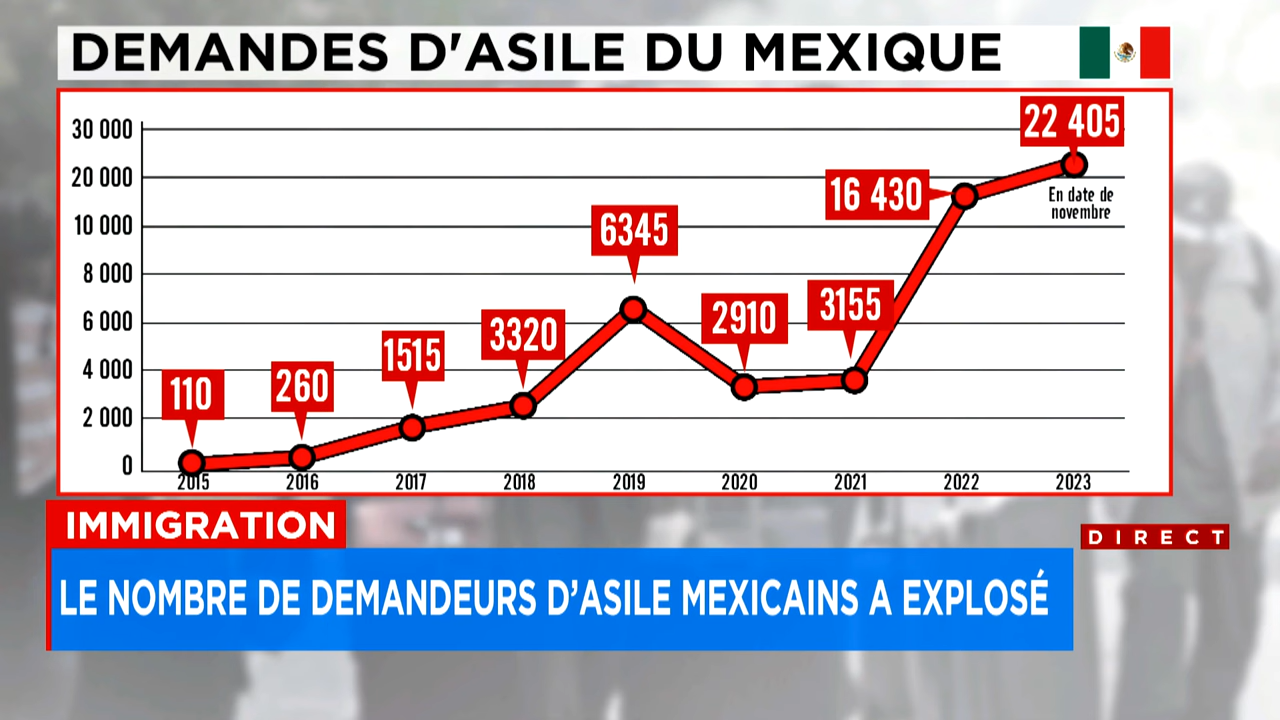 DEMANDES D'ASILE DU MEXIQUE
30 000
22 405
20 000
16 430
En date de
novembre
10 000
6345
8 000
6 000
3320
2910
3155
4 000
1515
260
110
2 000
0
2015 2016 2017 2018 2019 2020 2021 2022 2023
IMMIGRATION
DIRECT
LE NOMBRE DE DEMANDEURS D’ASILE MEXICAINS A EXPLOSÉ